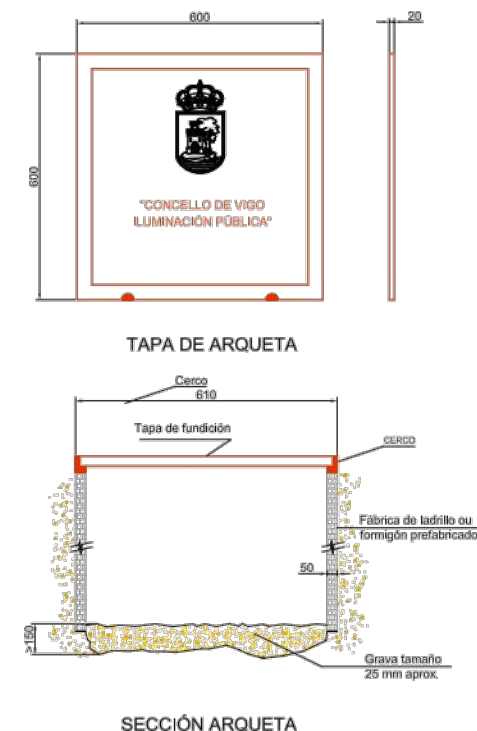 600
20
600
"CONCELLO DE VIGO
ILUMINACIÓN PÚBLICA"
TAPA DE ARQUETA
Cerco
610
Tapa de fundición
CERCO
Fábrica de ladrillo ou
formigón prefabricado
50
>150
Grava tamaño
25 mm aprox.
SECCIÓN ARQUETA